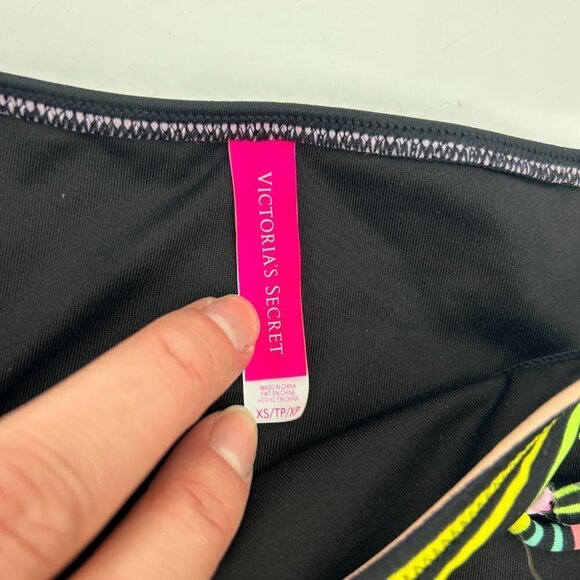 VICTORIA'S SECRET
MADE IN CHINA
FAIT EN CHINE
HECHO EN CHINA
XS/TP/XP